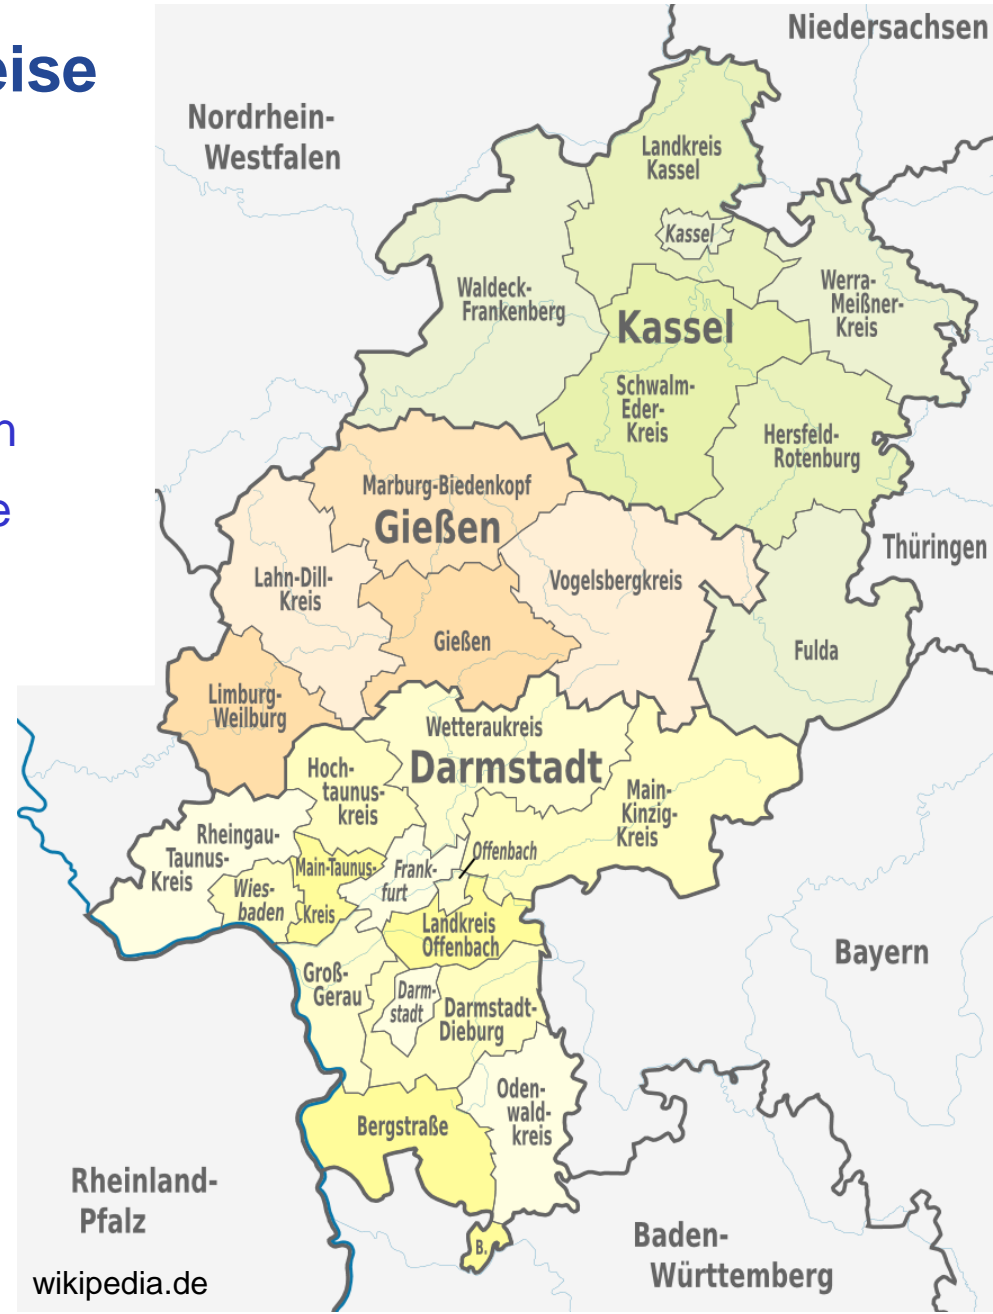 eise
n
e
Niedersachsen
Nordrhein-
Westfalen
Landkreis
Kassel
Kassel
Waldeck-
Frankenberg
Werra-
Meißner-
Kreis
Kassel
Schwalm-
Eder-
Kreis
Hersfeld-
Rotenburg
Marburg-Biedenkopf
Gießen
Thüringen
Lahn-Dill-
Kreis
Vogelsbergkreis
Gießen
Fulda
Limburg-
Weilburg
Wetteraukreis
Darmstadt
Hoch-
taunus-
kreis
Main-
Kinzig-
Kreis
Rheingau-
Taunus-
Kreis
Wies-
baden
Main-Taunus-
Kreis
Frank-
furt
Offenbach
Landkreis
Offenbach
Bayern
Groß-
Gerau
Darm-
stadt
Darmstadt-
Dieburg
Oden-
wald-
kreis
Bergstraße
Rheinland-
Pfalz
B.
Baden-
Württemberg
wikipedia.de